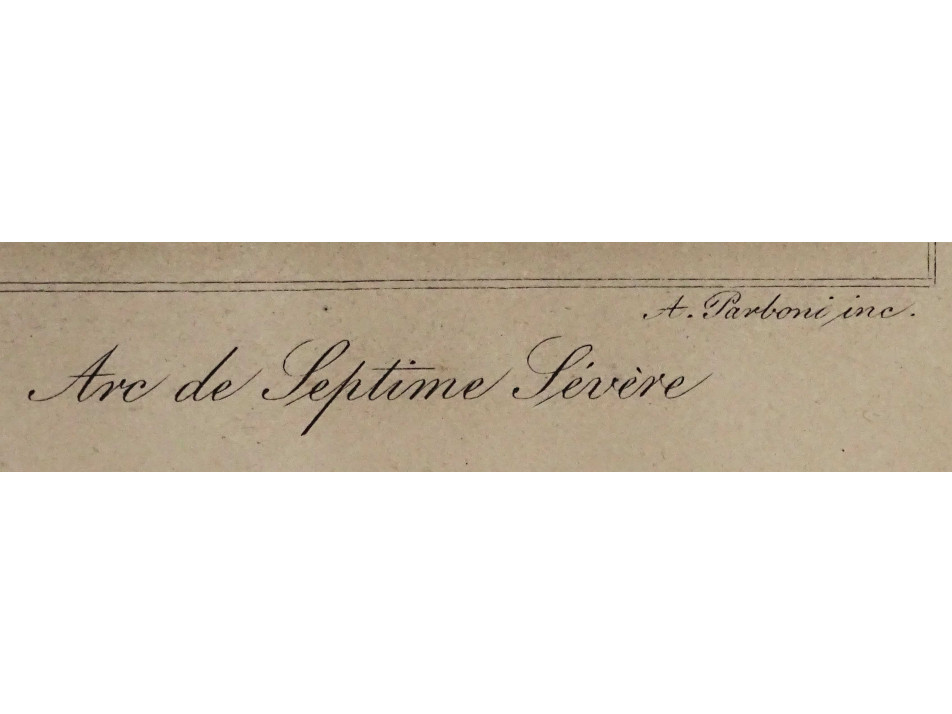 A. Parboni inc.
Arc de Septime Sévère